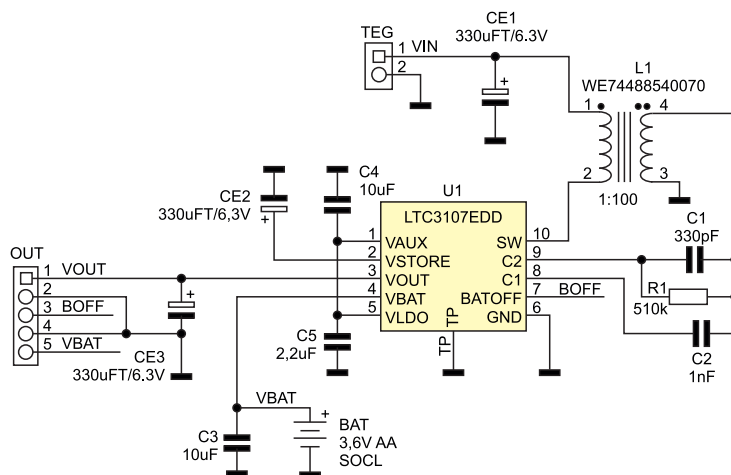 CE1
330uFT/6.3V
TEG
1 VIN
2
L1
WE74488540070
1
4
2
3
1:100
C4
10uF
CE2
330uFT/6,3V
+
+
U1
LTC3107EDD
1 VAUX SW 10
2 VSTORE C2 9
3 VOUT C1 8
4 VBAT BATOFF 7 BOFF
5 VLDO GND 6
TP
TP
C1
330pF
R1
510k
C2
1nF
OUT
1 VOUT
2
3 BOFF
4
5 VBAT
+
CE3
330uFT/6.3V
C5
2,2uF
VBAT
C3
10uF
+
BAT
3,6V AA
SOCL